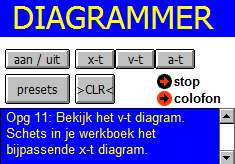 DIAGRAMMER
aan / uit x-t v-t a-t
presets >CLR< stop
colofon
Opg 11: Bekijk het v-t diagram.
Schets in je werkboek het
bijpassende x-t diagram.